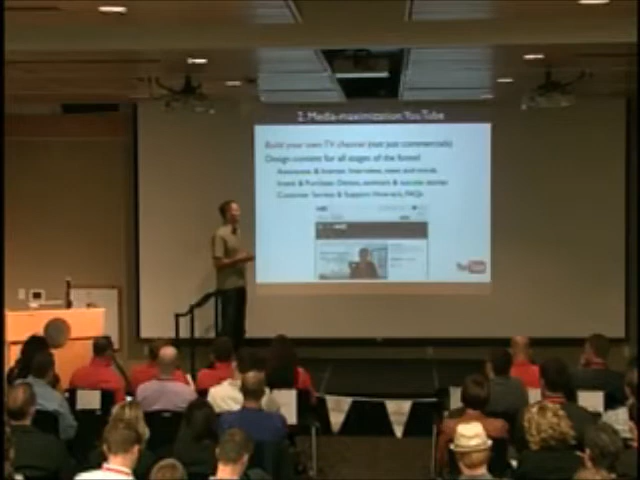 2. Media-maximization: YouTube
Build your own TV channel (not just commercials)
Design content for all stages of the funnel
Awareness & Interest: Interviews, news and trends
Intent & Purchase: Demos, webinars & success stories
Customer Service & Support: How-to's, FAQs
YouTube